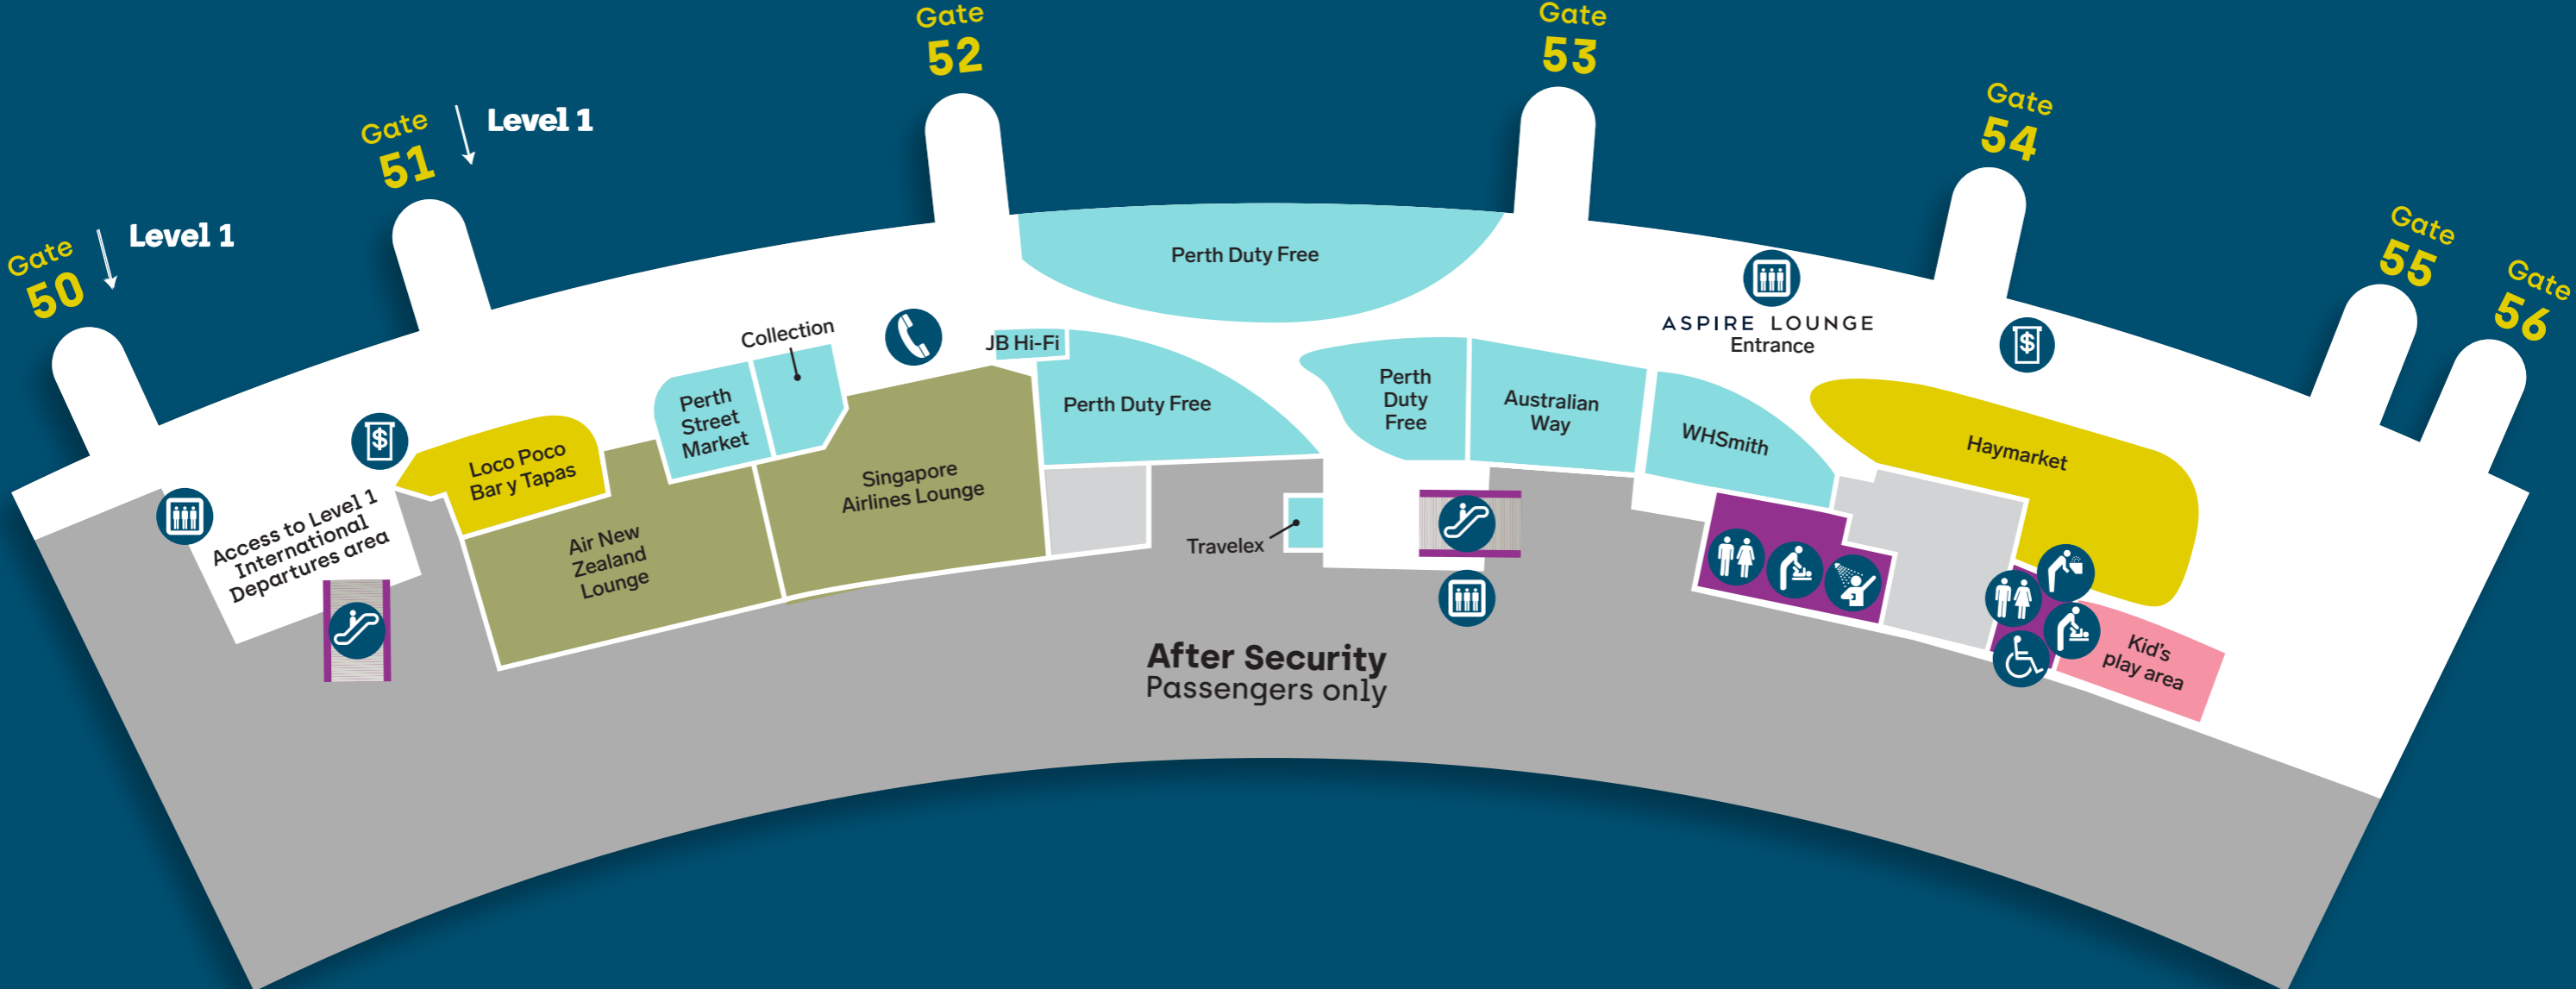 Gate
50
Level 1
Gate
51
Level 1
Gate
52
Gate
53
Gate
54
Gate
55
Gate
56
Perth Duty Free
ASPIRE LOUNGE
Entrance
Collection
JB Hi-Fi
Perth
Street
Market
Perth Duty Free
Perth
Duty
Free
Australian
Way
WHSmith
Haymarket
Loco Poco
Bar y Tapas
Singapore
Airlines Lounge
Air New
Zealand
Lounge
Access to Level 1
International
Departures area
Travelex
Kid's
play area
After Security
Passengers only